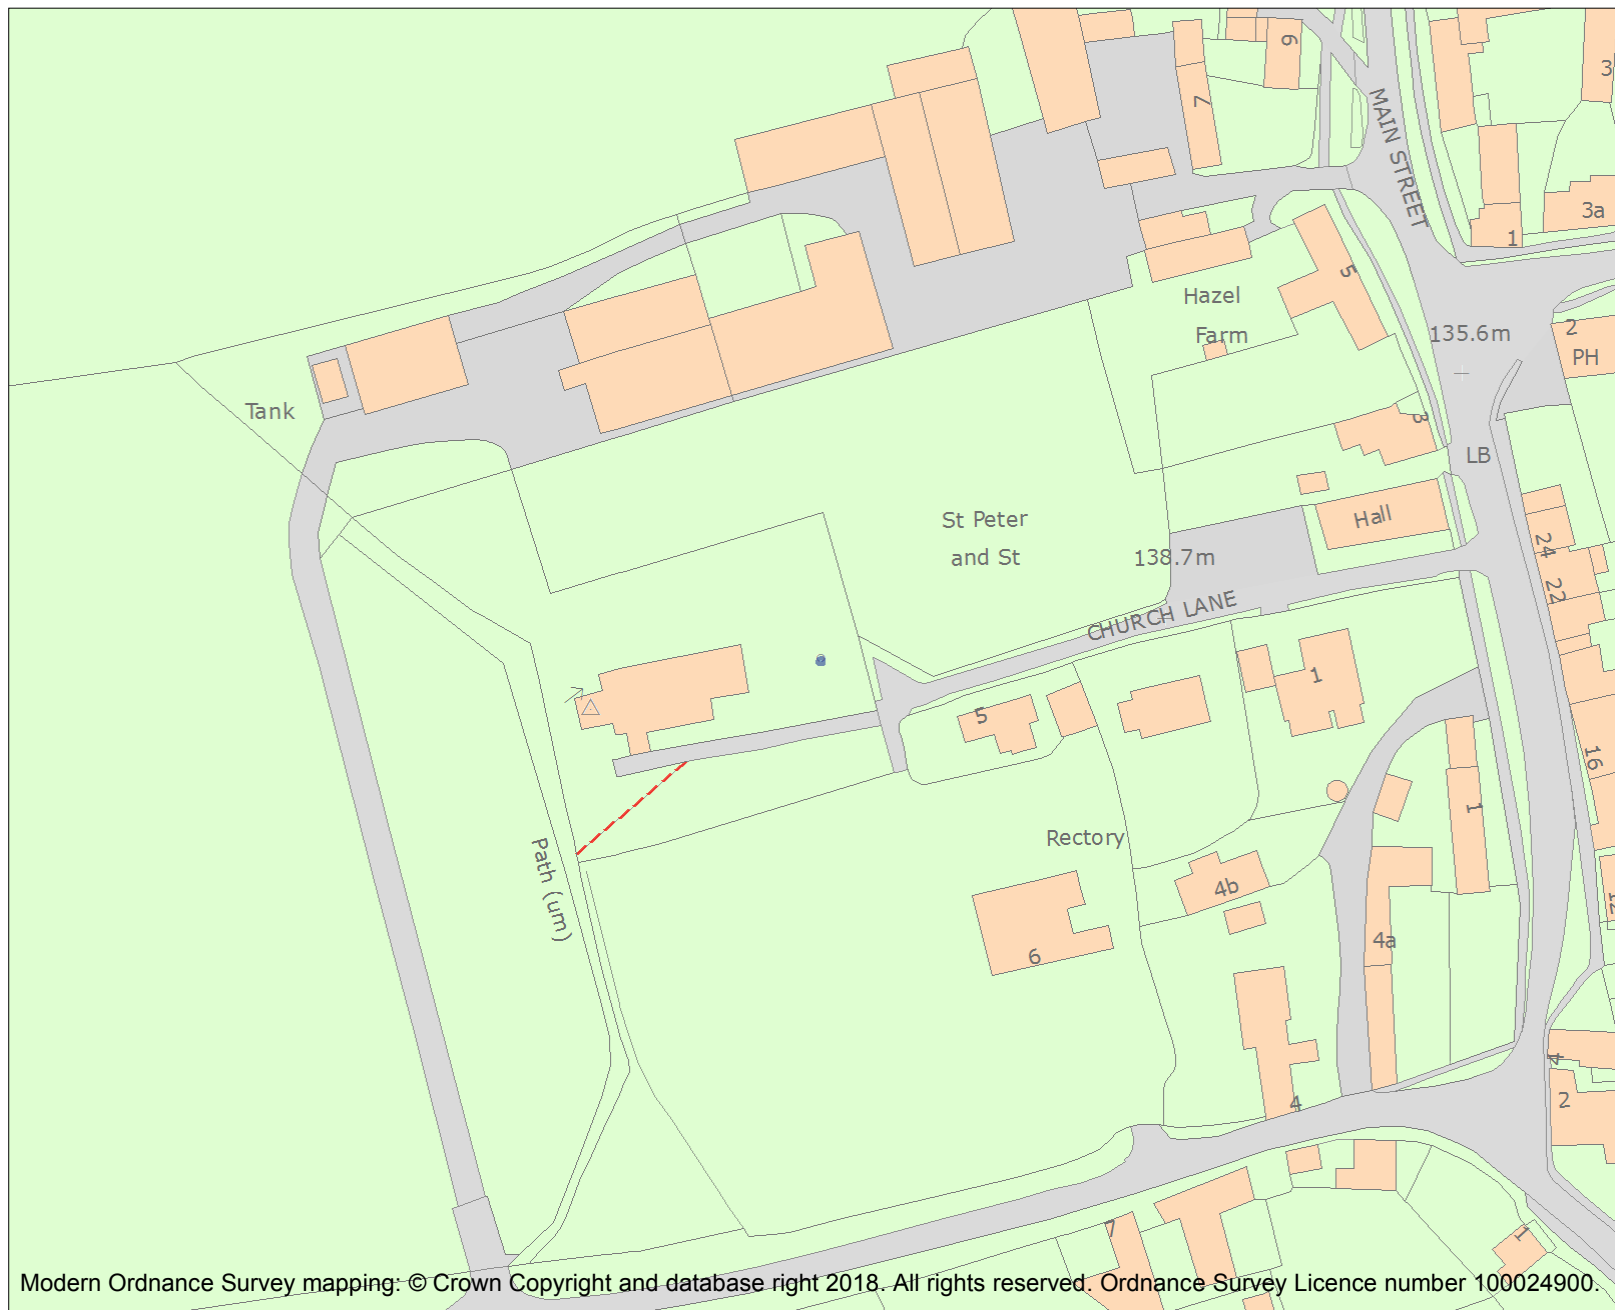 6
3
7
MAIN STREET
3a
1
5
Hazel
Farm
2
135.6m
PH
Tank
3
LB
St Peter
and St
Hall
138.7m
24
22
CHURCH LANE
1
5
16
1
Rectory
Path (um)
4b
12
4a
6
4
4
2
7
1
Modern Ordnance Survey mapping: © Crown Copyright and database right 2018. All rights reserved. Ordnance Survey Licence number 100024900.